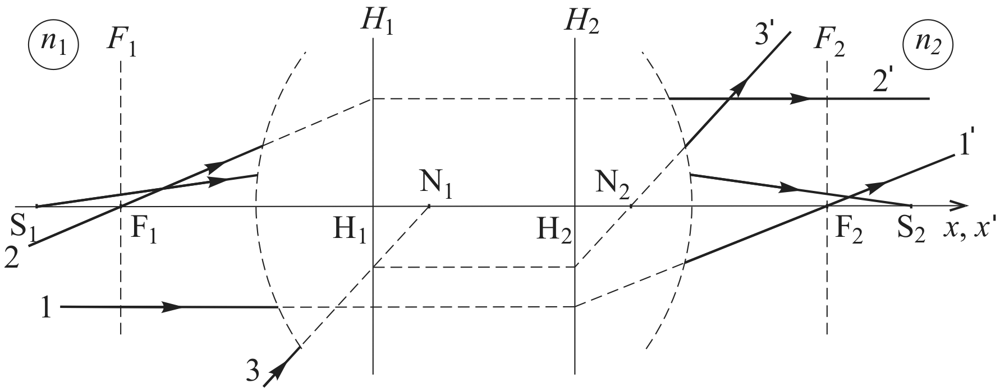 n₁ F₁ H₁ H₂ 3' F₂ n₂
2'
1'
N₁ N₂
S₁ F₁ H₁ H₂ F₂ S₂ x, x'
2
1
3